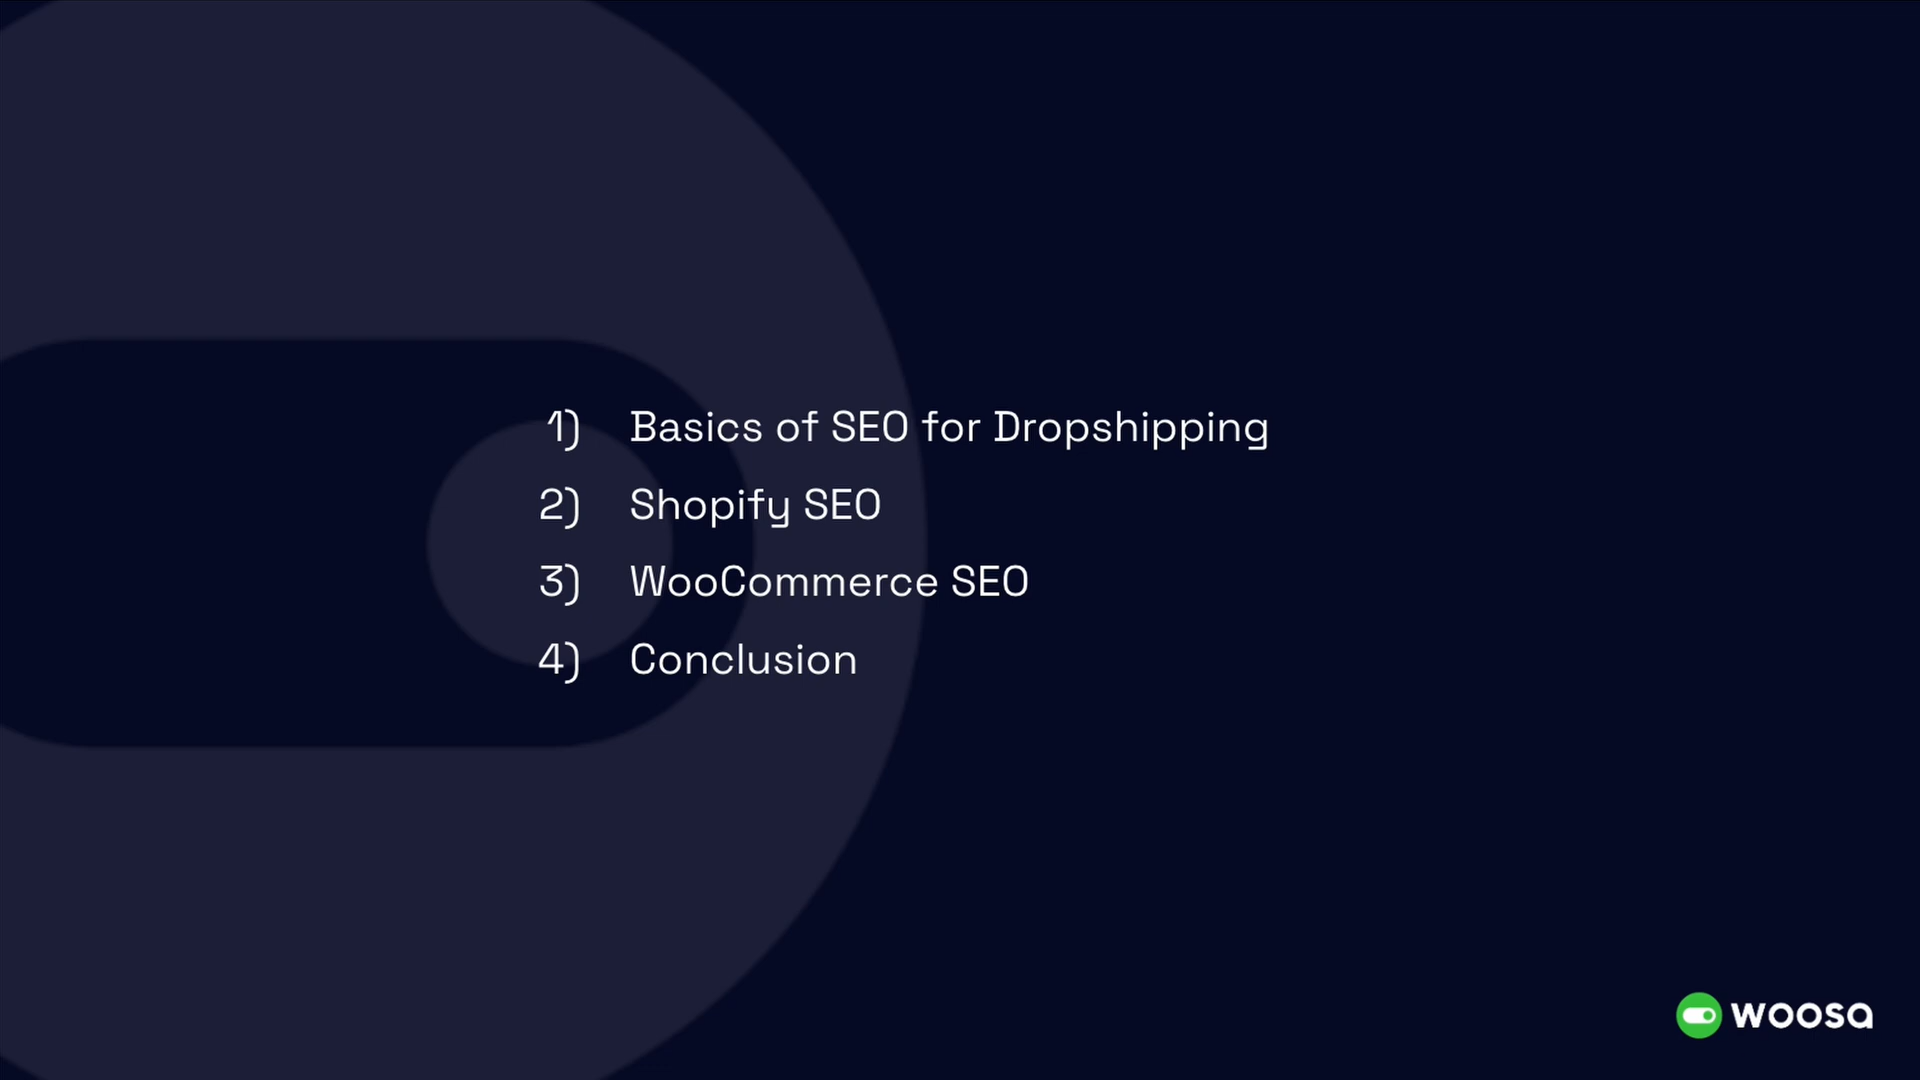 1) Basics of SEO for Dropshipping
2) Shopify SEO
3) WooCommerce SEO
4) Conclusion
woosa